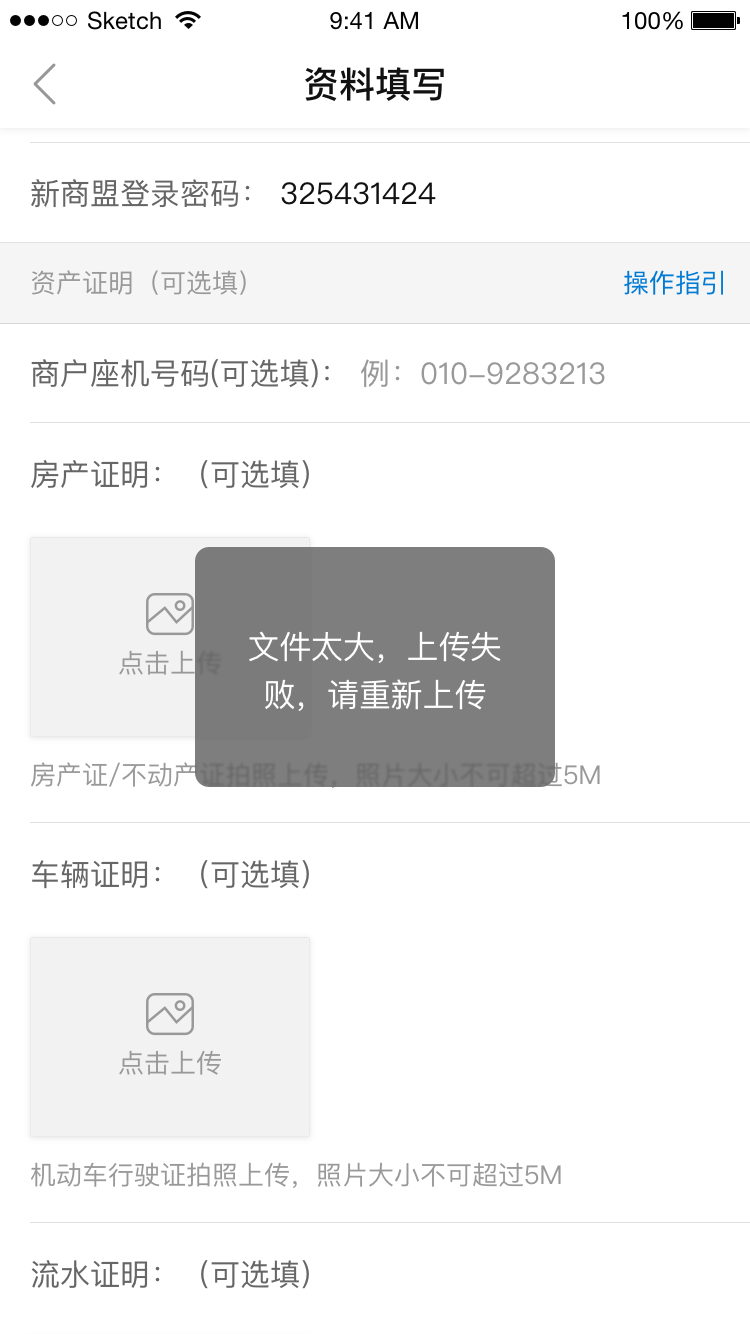 Sketch 9:41 AM 100%
资料填写
新商盟登录密码： 325431424
资产证明（可选填） 操作指引
商户座机号码(可选填)： 例：010-9283213
房产证明： （可选填）
点击上传
文件太大，上传失
败，请重新上传
房产证/不动产证拍照上传，照片大小不可超过5M
车辆证明： （可选填）
点击上传
机动车行驶证拍照上传，照片大小不可超过5M
流水证明： （可选填）